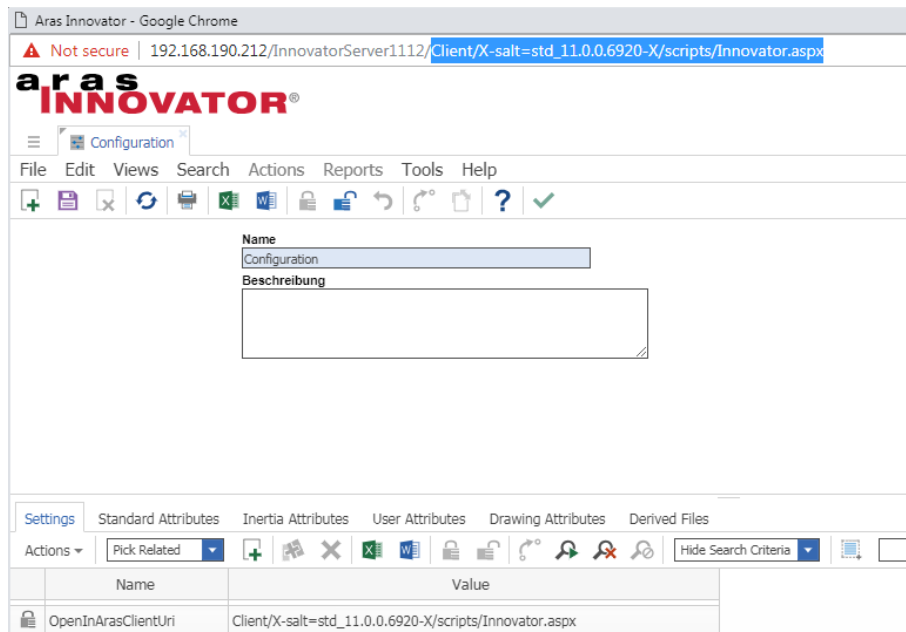 Aras Innovator - Google Chrome
Not secure | 192.168.190.212/InnovatorServer1112/Client/X-salt=std_11.0.0.6920-X/scripts/Innovator.aspx
aras
INNOVATOR®
Configuration
File Edit Views Search Actions Reports Tools Help
Name
Configuration
Beschreibung
Settings Standard Attributes Inertia Attributes User Attributes Drawing Attributes Derived Files
Actions Pick Related Hide Search Criteria
Name Value
OpenInArasClientUri Client/X-salt=std_11.0.0.6920-X/scripts/Innovator.aspx